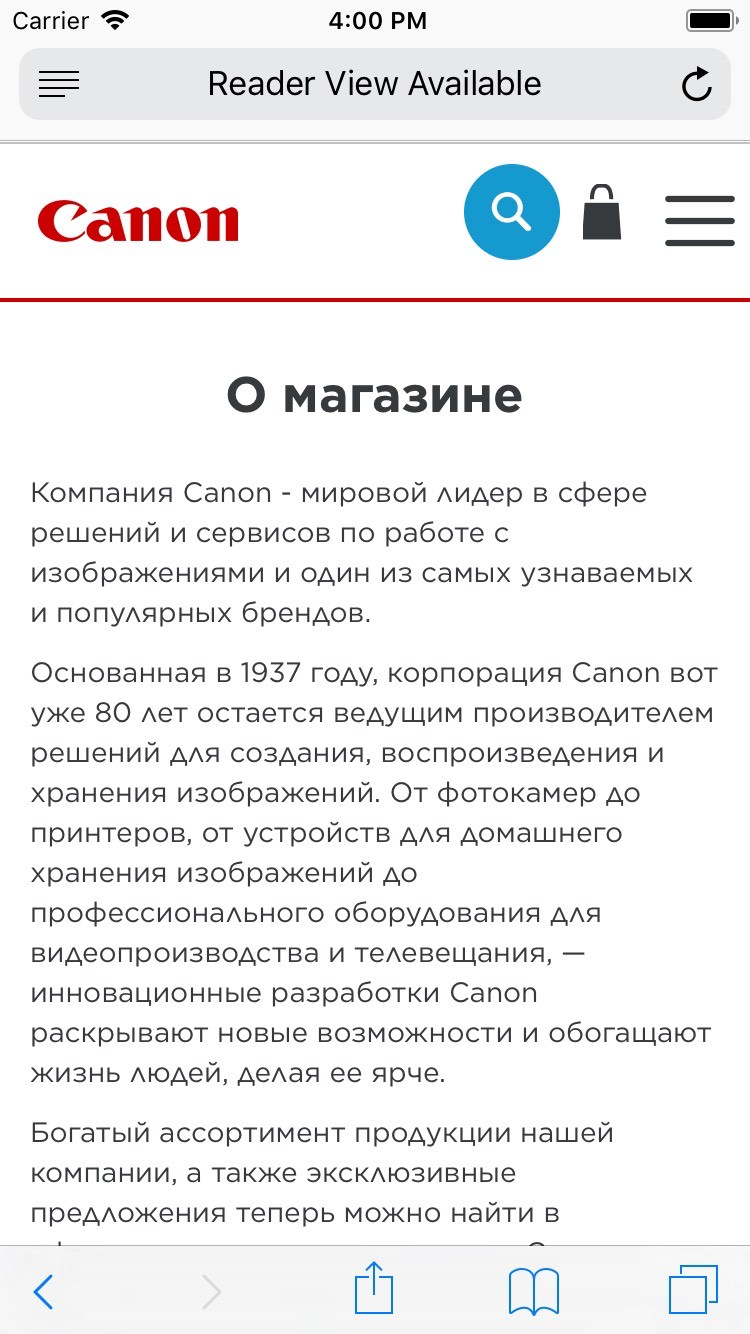 Carrier 4:00 PM
Reader View Available
Canon
О магазине
Компания Canon - мировой лидер в сфере
решений и сервисов по работе с
изображениями и один из самых узнаваемых
и популярных брендов.
Основанная в 1937 году, корпорация Canon вот
уже 80 лет остается ведущим производителем
решений для создания, воспроизведения и
хранения изображений. От фотокамер до
принтеров, от устройств для домашнего
хранения изображений до
профессионального оборудования для
видеопроизводства и телевещания, —
инновационные разработки Canon
раскрывают новые возможности и обогащают
жизнь людей, делая ее ярче.
Богатый ассортимент продукции нашей
компании, а также эксклюзивные
предложения теперь можно найти в